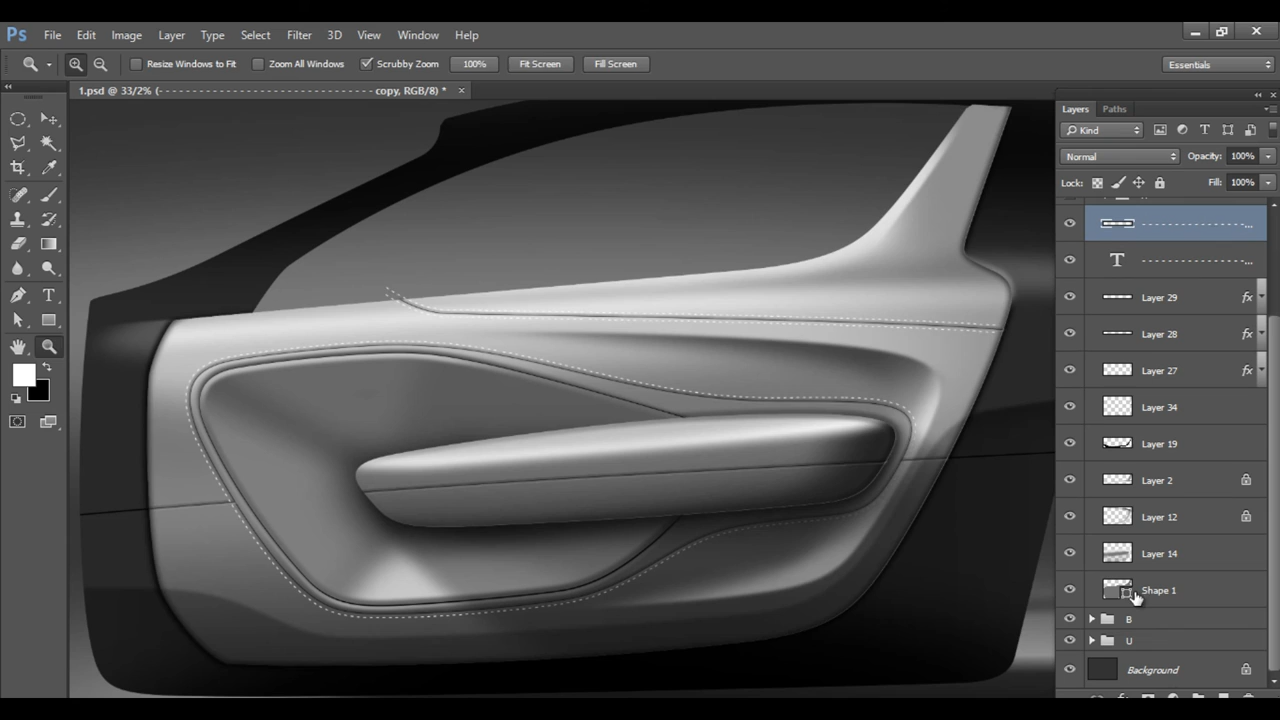 Ps File Edit Image Layer Type Select Filter 3D View Window Help
Resize Windows to Fit Zoom All Windows Scrubby Zoom 100% Fit Screen Fill Screen Essentials
1.psd @ 33/2% (- - - - - - - - - - - - - - - - - - - - - - - - - - - - - - copy, RGB/8) *
Layers Paths
Kind
Normal Opacity: 100%
Lock: Fill: 100%
- - - - - - - - - - - - - - - - - ...
T - - - - - - - - - - - - - - - - - ...
Layer 29 fx
Layer 28 fx
Layer 27 fx
Layer 34
Layer 19
Layer 2
Layer 12
Layer 14
Shape 1
B
U
Background